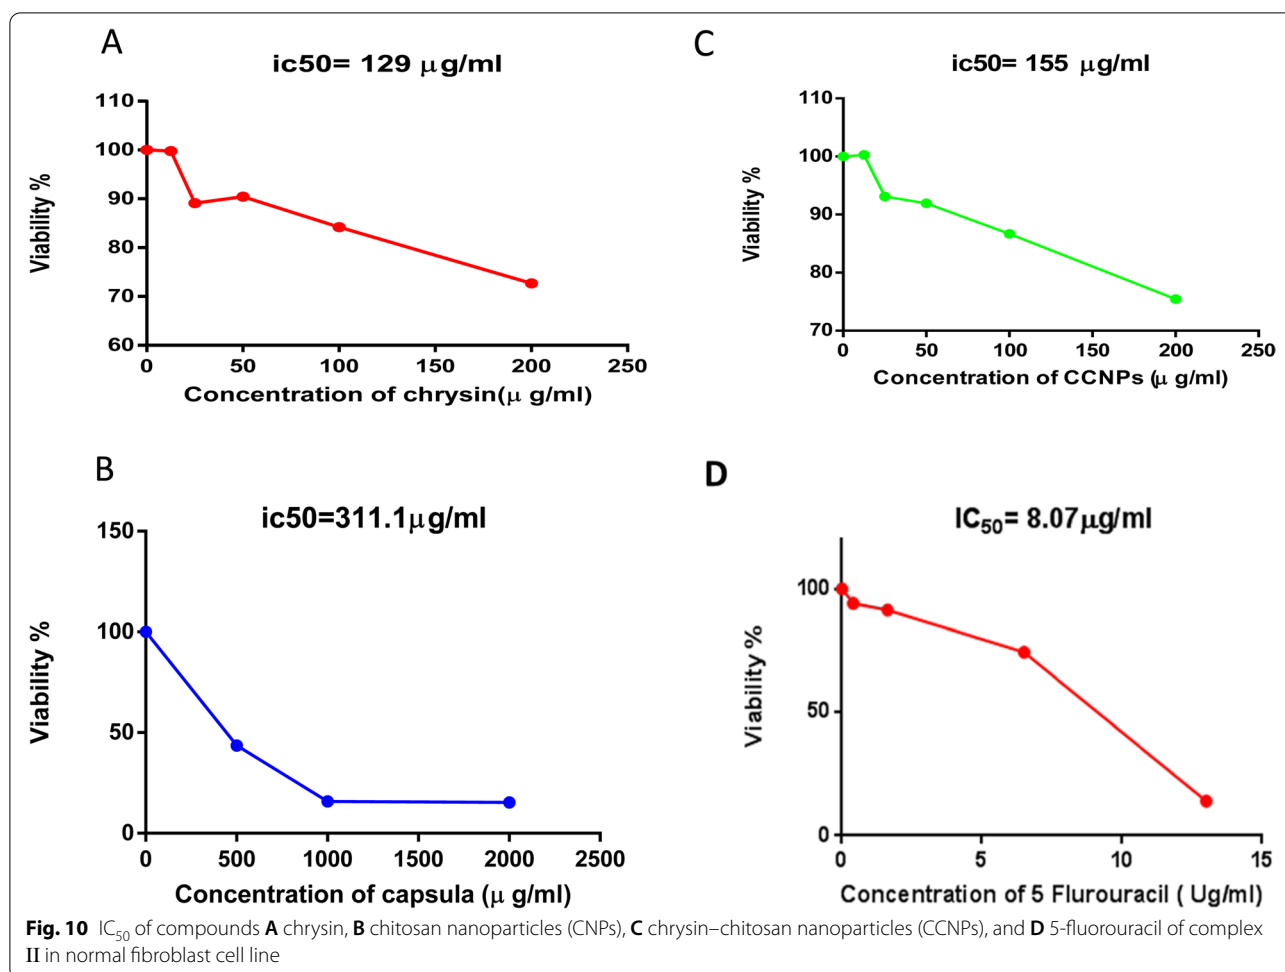 A
ic50= 129 μg/ml
Viability %
110
100
90
80
70
60
0 50 100 150 200 250
Concentration of chrysin(μ g/ml)
C
ic50= 155 μg/ml
Viability %
110
100
90
80
70
0 50 100 150 200 250
Concentration of CCNPs (μ g/ml)
B
ic50=311.1μg/ml
Viability %
150
100
50
0
0 500 1000 1500 2000 2500
Concentration of capsula (μ g/ml)
D
IC50= 8.07μg/ml
Viability %
100
50
0
0 5 10 15
Concentration of 5 Flurouracil ( Ug/ml)
Fig. 10 IC50 of compounds A chrysin, B chitosan nanoparticles (CNPs), C chrysin–chitosan nanoparticles (CCNPs), and D 5-fluorouracil of complex
II in normal fibroblast cell line